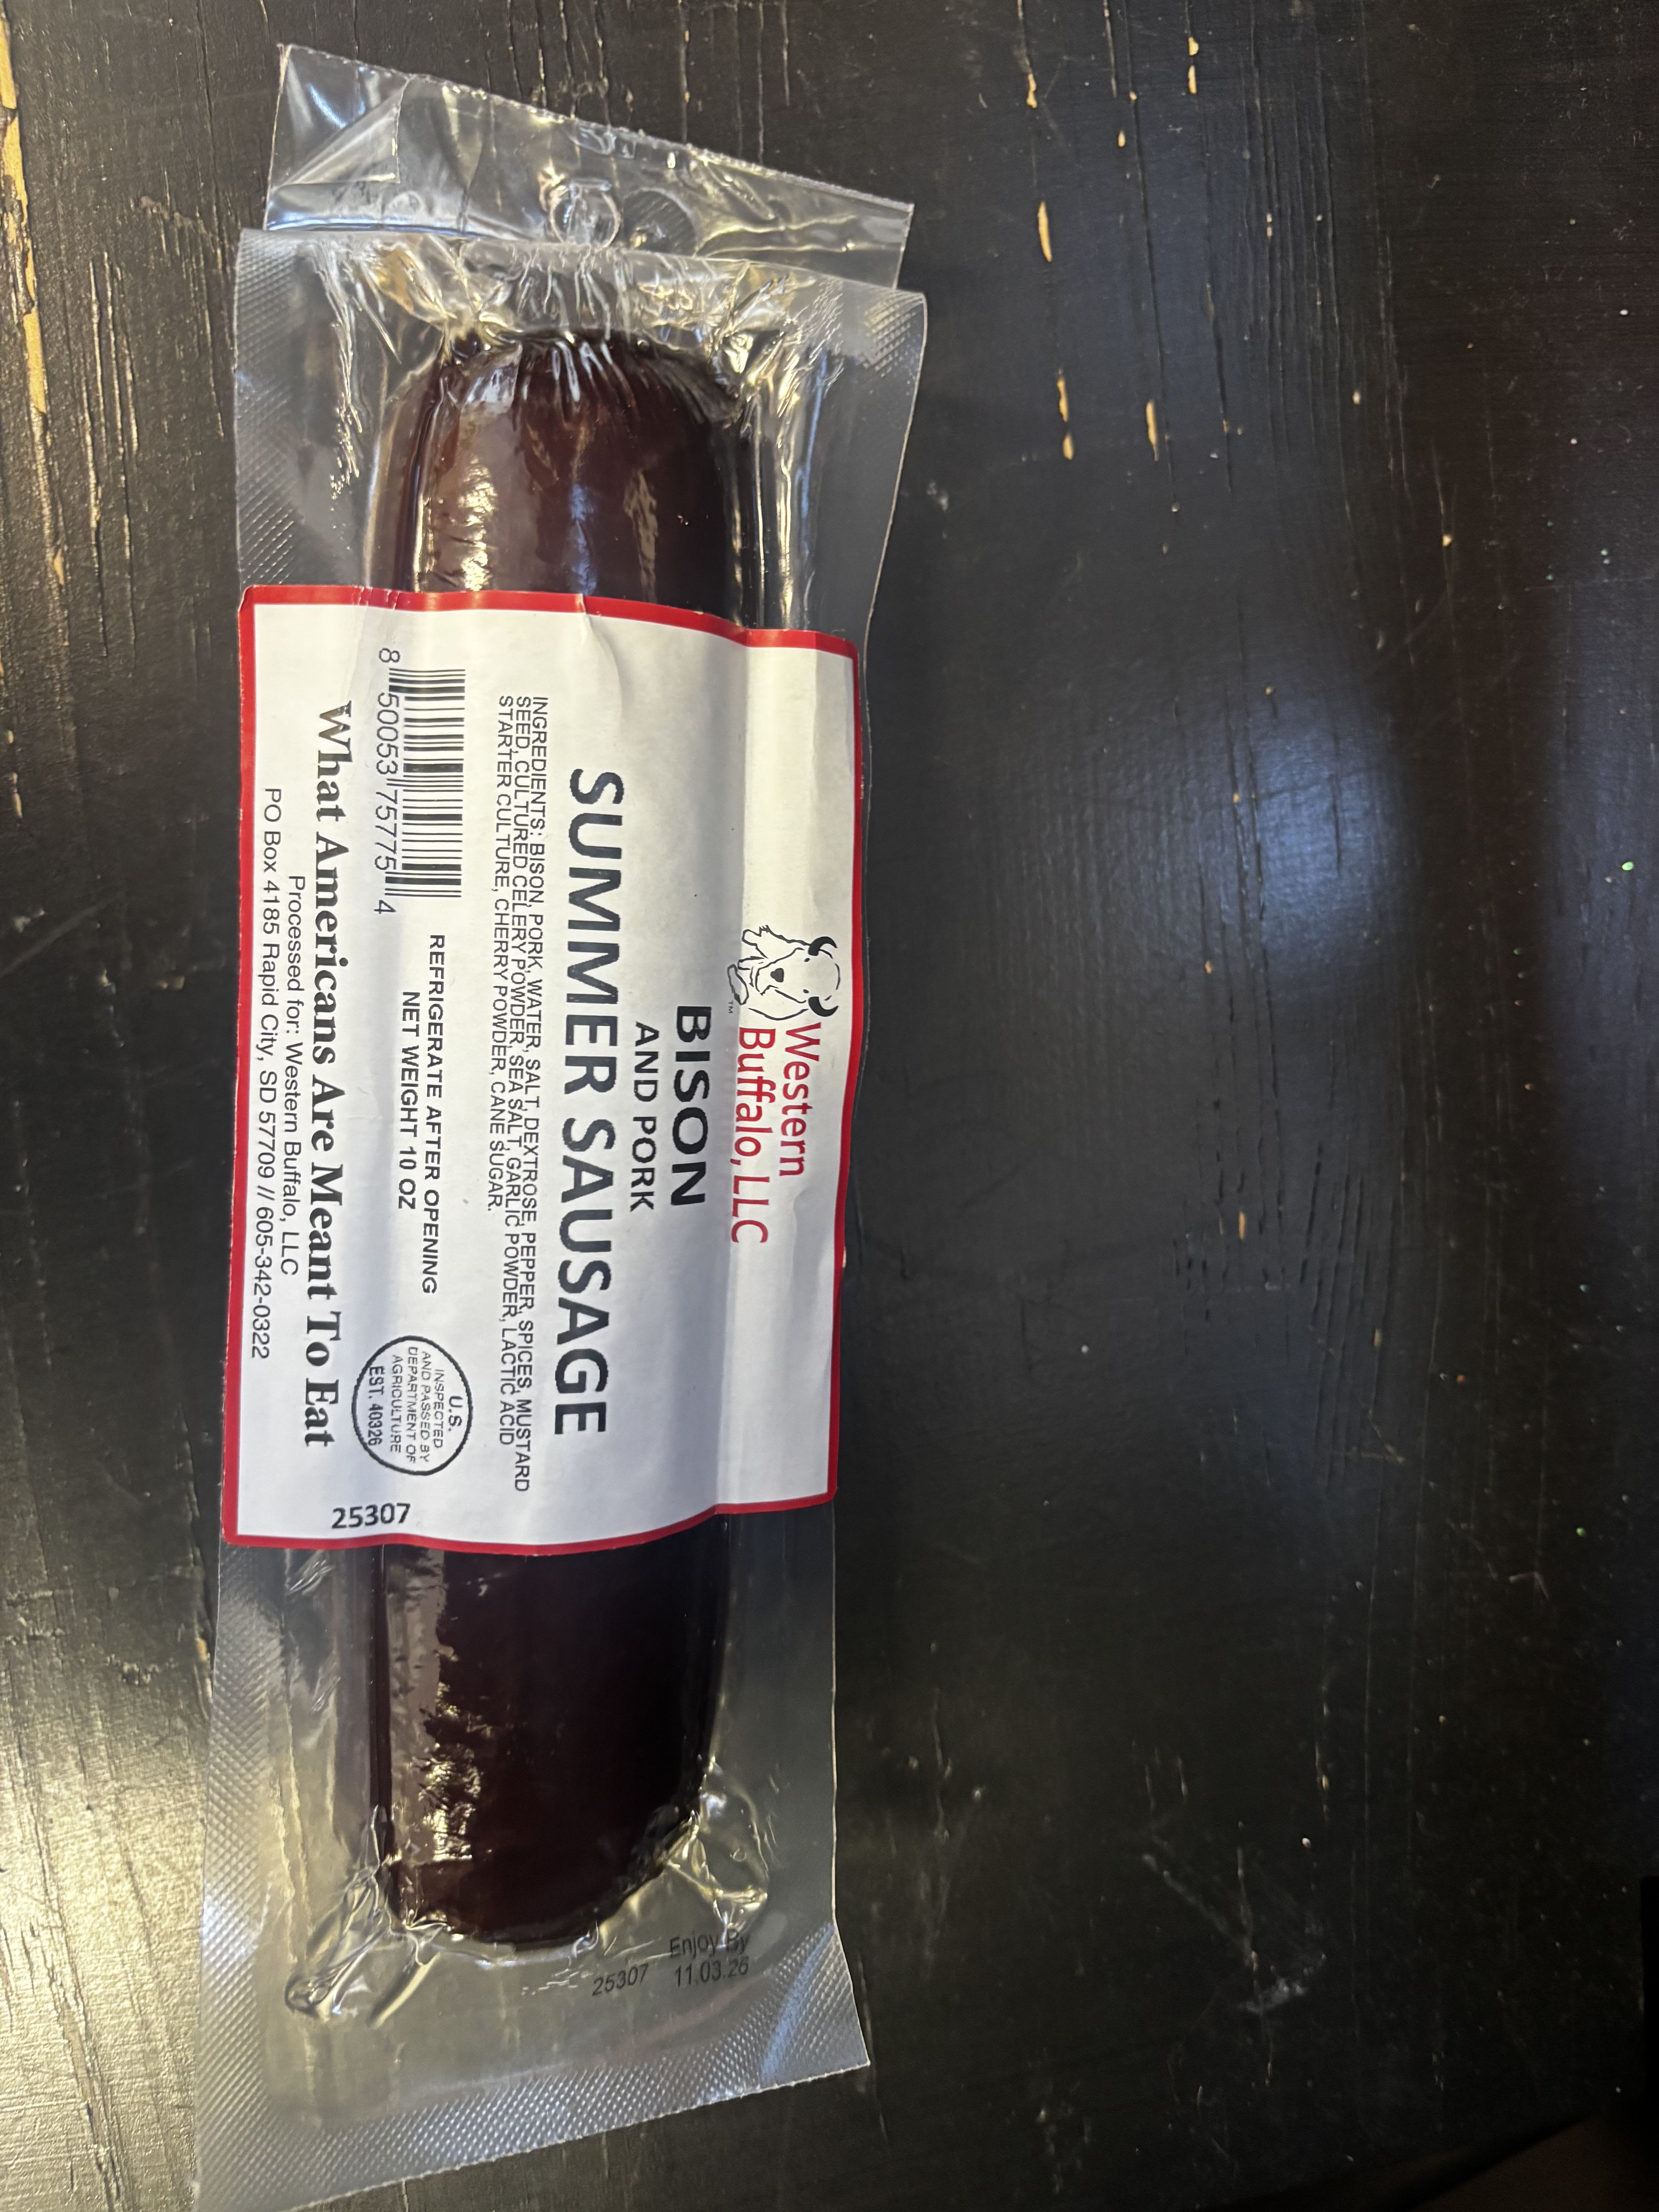 Western
Buffalo, LLC
TM
BISON
AND PORK
SUMMER SAUSAGE
INGREDIENTS: BISON, PORK, WATER, SALT, DEXTROSE, PEPPER, SPICES, MUSTARD
SEED, CULTURED CELERY POWDER, SEA SALT, GARLIC POWDER, LACTIC ACID
STARTER CULTURE, CHERRY POWDER, CANE SUGAR.
8 50053 75775 4
REFRIGERATE AFTER OPENING
NET WEIGHT 10 OZ
U.S.
INSPECTED
AND PASSED BY
DEPARTMENT OF
AGRICULTURE
EST. 40326
What Americans Are Meant To Eat
Processed for: Western Buffalo, LLC
PO Box 4185 Rapid City, SD 57709 // 605-342-0322
25307
Enjoy By
11.03.26
25307